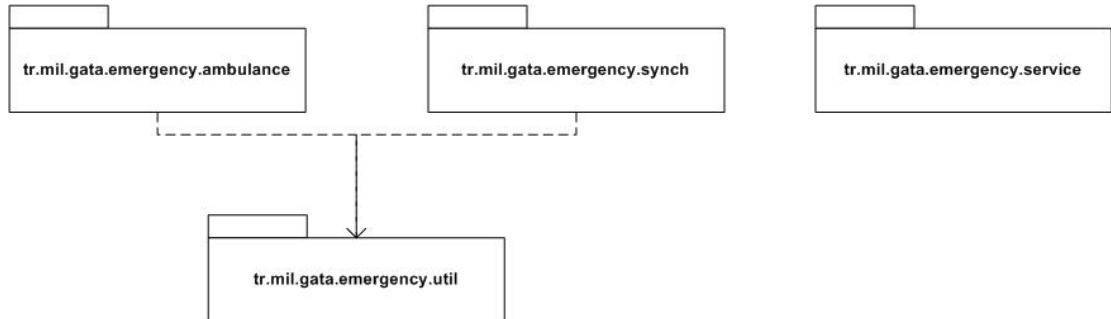 tr.mil.gata.emergency.ambulance
tr.mil.gata.emergency.synch
tr.mil.gata.emergency.service
tr.mil.gata.emergency.util